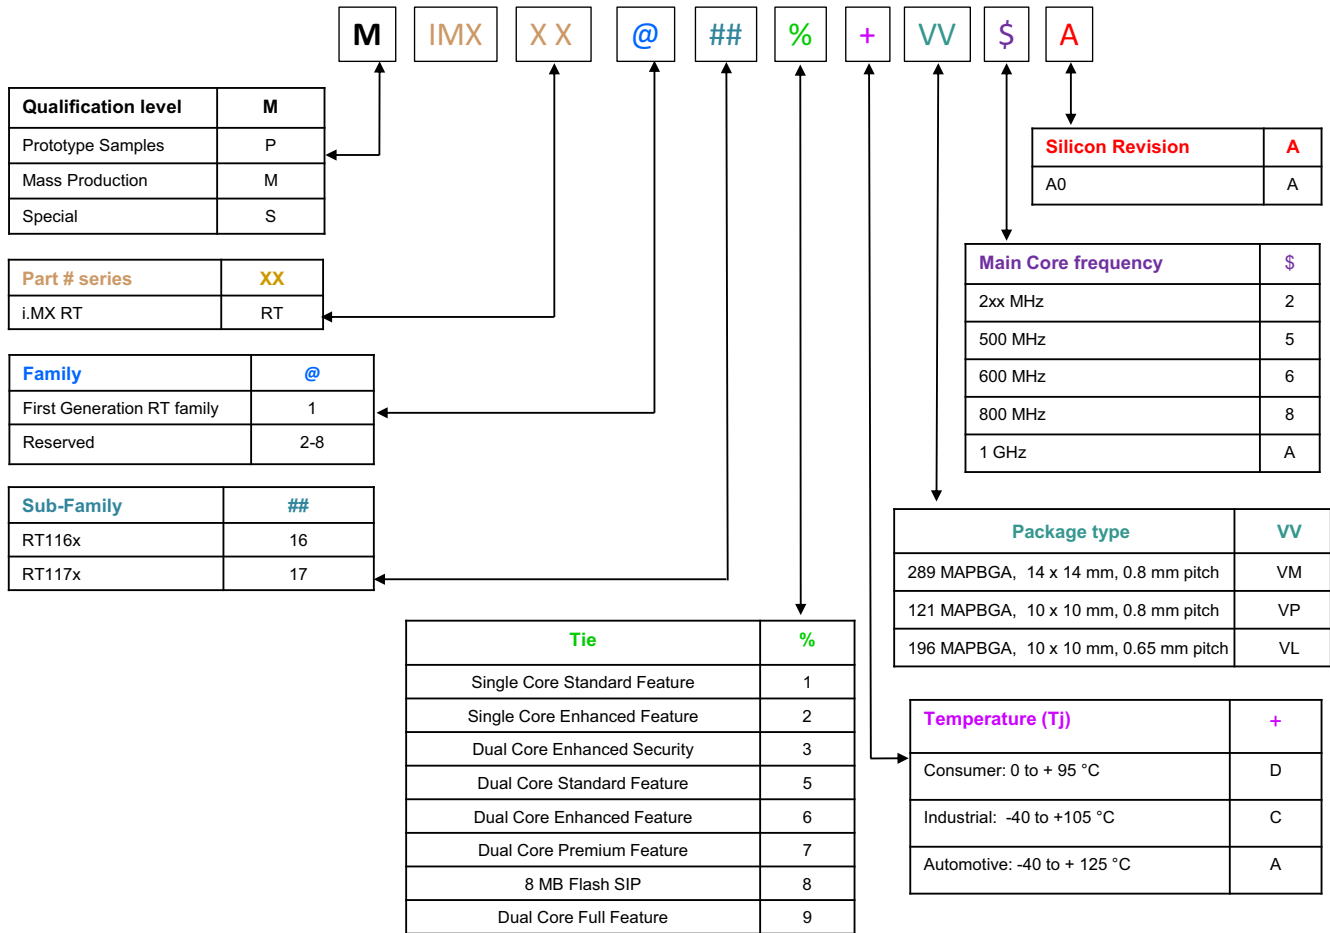 M IMX X X @ ## % + VV $ A
Qualification level M
Prototype Samples P
Mass Production M
Special S
Part # series XX
i.MX RT RT
Family @
First Generation RT family 1
Reserved 2-8
Sub-Family ##
RT116x 16
RT117x 17
Tie %
Single Core Standard Feature 1
Single Core Enhanced Feature 2
Dual Core Enhanced Security 3
Dual Core Standard Feature 5
Dual Core Enhanced Feature 6
Dual Core Premium Feature 7
8 MB Flash SIP 8
Dual Core Full Feature 9
Silicon Revision A
A0 A
Main Core frequency $
2xx MHz 2
500 MHz 5
600 MHz 6
800 MHz 8
1 GHz A
Package type VV
289 MAPBGA, 14 x 14 mm, 0.8 mm pitch VM
121 MAPBGA, 10 x 10 mm, 0.8 mm pitch VP
196 MAPBGA, 10 x 10 mm, 0.65 mm pitch VL
Temperature (Tj) +
Consumer: 0 to + 95 °C D
Industrial: -40 to +105 °C C
Automotive: -40 to + 125 °C A